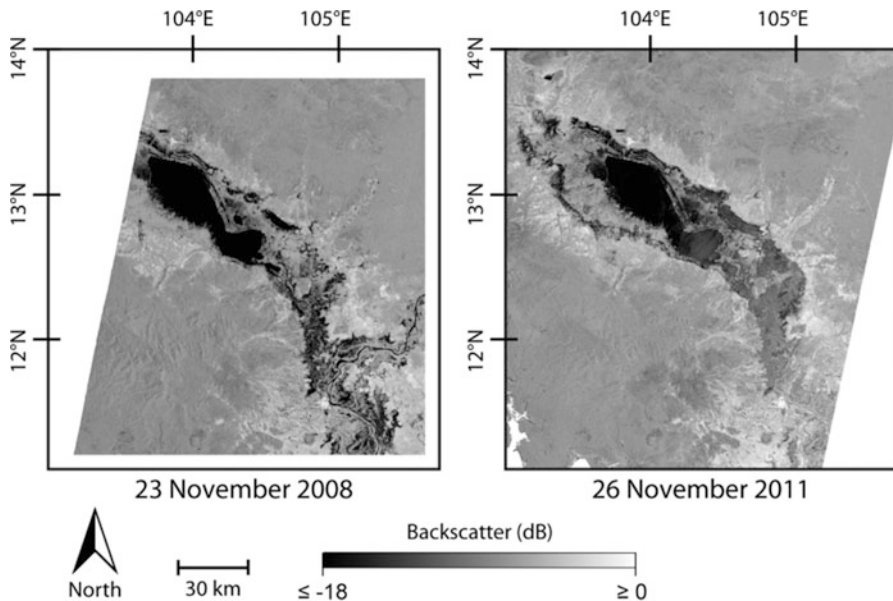 104°E 105°E 104°E 105°E
14°N 14°N
13°N 13°N
12°N 12°N
23 November 2008 26 November 2011
North
30 km
Backscatter (dB)
≤ -18 ≥ 0